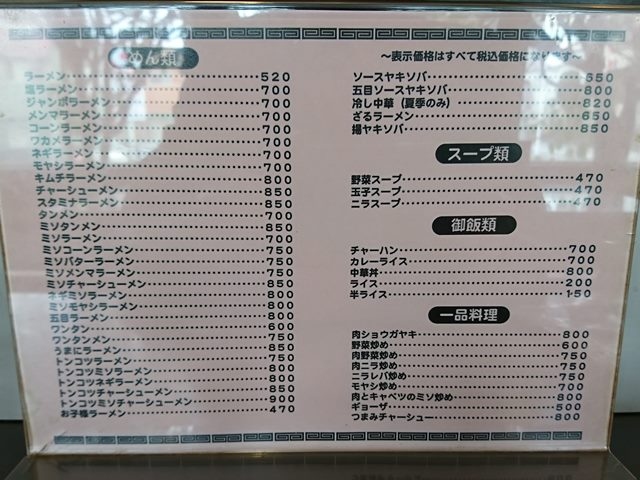 めん類
ラーメン 520
塩ラーメン 700
ジャンボラーメン 700
メンマラーメン 700
コーンラーメン 700
ワカメラーメン 700
ネギラーメン 700
モヤシラーメン 700
キムチラーメン 800
チャーシューメン 850
スタミナラーメン 850
タンメン 700
ミソタンメン 850
ミソラーメン 700
ミソコーンラーメン 750
ミソバターラーメン 750
ミソメンマラーメン 750
ミソチャーシューメン 850
ネギミソラーメン 800
ミソモヤシラーメン 800
五目ラーメン 800
ワンタン 600
ワンタンメン 750
うまにラーメン 850
トンコツラーメン 750
トンコツミソラーメン 800
トンコツネギラーメン 800
トンコツチャーシューメン 850
トンコツミソチャーシューメン 900
お子様ラーメン 470
～表示価格はすべて税込価格になります～
ソースヤキソバ 650
五目ソースヤキソバ 800
冷し中華（夏季のみ） 820
ざるラーメン 650
揚ヤキソバ 850
スープ類
野菜スープ 470
玉子スープ 470
ニラスープ 470
御飯類
チャーハン 700
カレーライス 700
中華丼 800
ライス 200
半ライス 150
一品料理
肉ショウガヤキ 800
野菜炒め 600
肉野菜炒め 750
肉ニラ炒め 750
ニラレバ炒め 750
モヤシ炒め 700
肉とキャベツのミソ炒め 800
ギョーザ 500
つまみチャーシュー 800